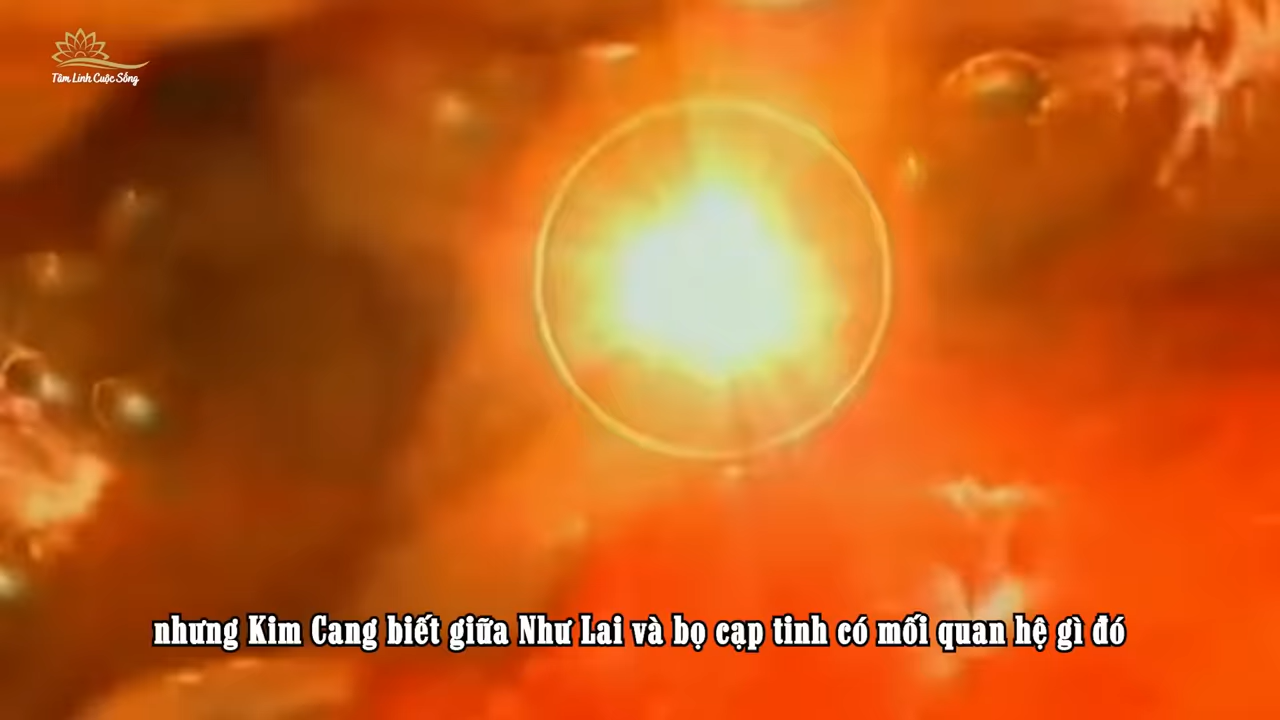 Tâm Linh Cuộc Sống
nhưng Kim Cang biết giữa Như Lai và bọ cạp tinh có mối quan hệ gì đó